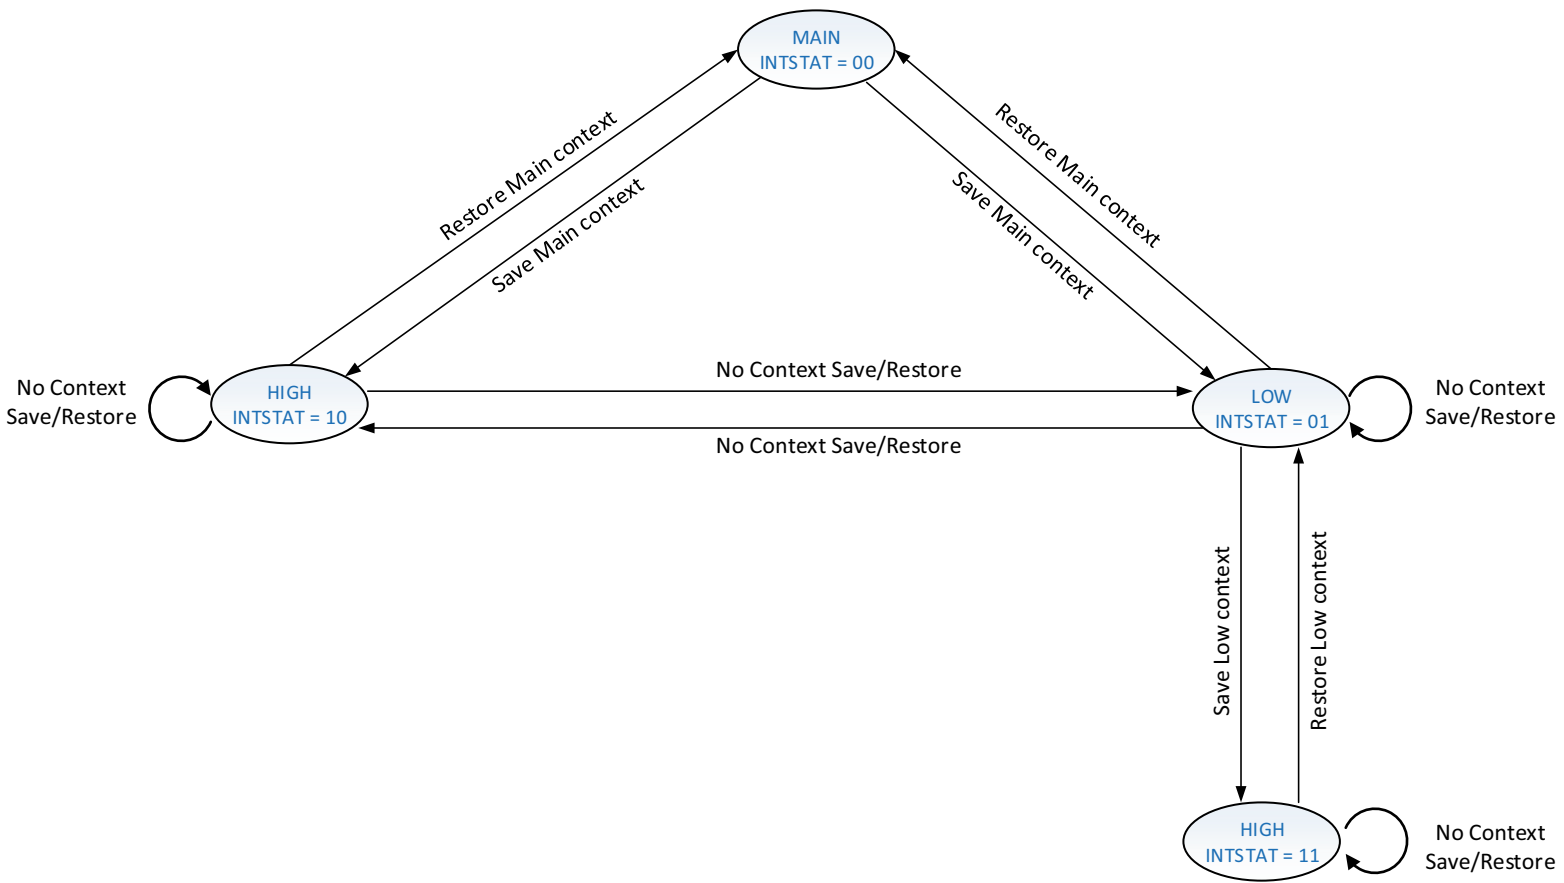 MAIN
INTSTAT = 00
Restore Main context
Save Main context
Save Main context
Restore Main context
No Context
Save/Restore
HIGH
INTSTAT = 10
No Context Save/Restore
No Context Save/Restore
LOW
INTSTAT = 01
No Context
Save/Restore
Save Low context
Restore Low context
HIGH
INTSTAT = 11
No Context
Save/Restore